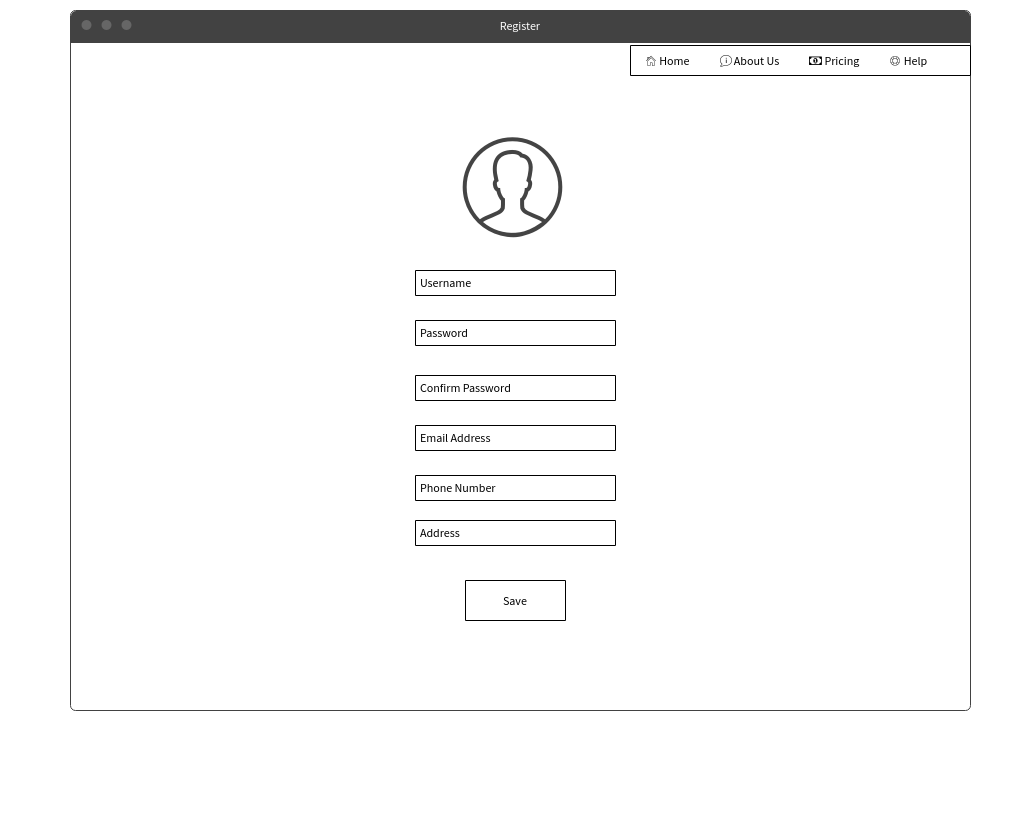 Register
Home About Us Pricing Help
Username
Password
Confirm Password
Email Address
Phone Number
Address
Save